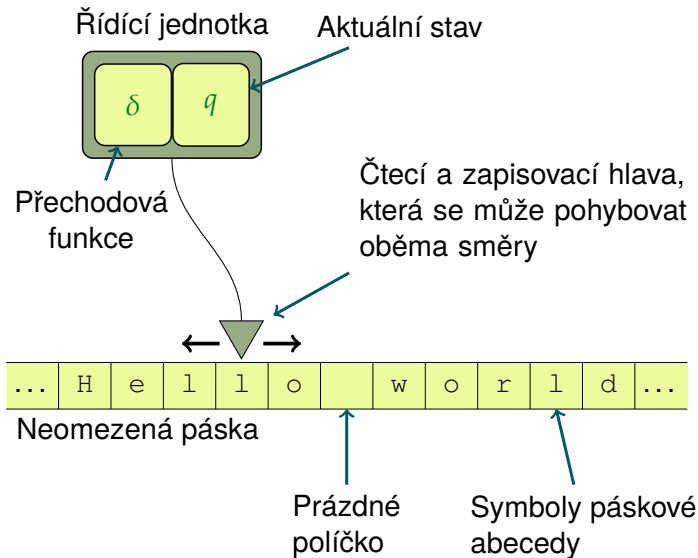 Řídící jednotka
Aktuální stav
δ q
Přechodová
funkce
Čtecí a zapisovací hlava,
která se může pohybovat
oběma směry
... H e l l o w o r l d ...
Neomezená páska
Prázdné
políčko
Symboly páskové
abecedy